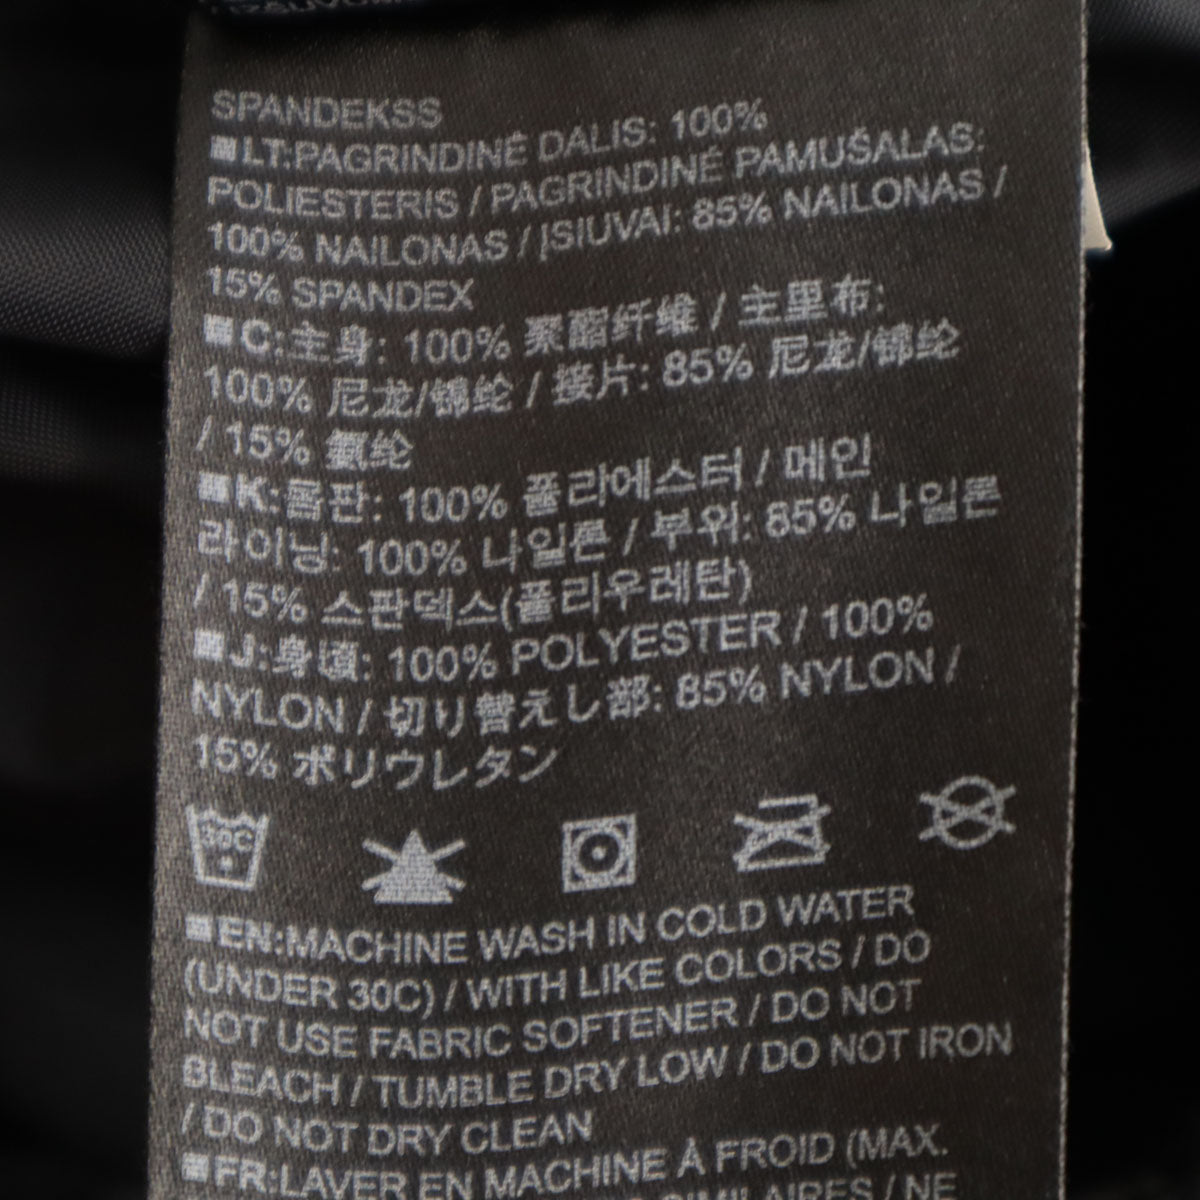 SPANDEKSS
■LT:PAGRINDINĖ DALIS: 100%
POLIESTERIS / PAGRINDINĖ PAMUŠALAS:
100% NAILONAS / ĮSIUVAI: 85% NAILONAS /
15% SPANDEX
■C:主身: 100% 聚酯纤维 / 主里布:
100% 尼龙/锦纶 / 接片: 85% 尼龙/锦纶
/ 15% 氨纶
■K:몸판: 100% 폴리에스터 / 메인
라이닝: 100% 나일론 / 부위: 85% 나일론
/ 15% 스판덱스(폴리우레탄)
■J:身頃: 100% POLYESTER / 100%
NYLON / 切り替えし部: 85% NYLON /
15% ポリウレタン
30C
■EN:MACHINE WASH IN COLD WATER
(UNDER 30C) / WITH LIKE COLORS / DO
NOT USE FABRIC SOFTENER / DO NOT
BLEACH / TUMBLE DRY LOW / DO NOT IRON
/ DO NOT DRY CLEAN
■FR:LAVER EN MACHINE À FROID (MAX.
SIMILAIRES / NE